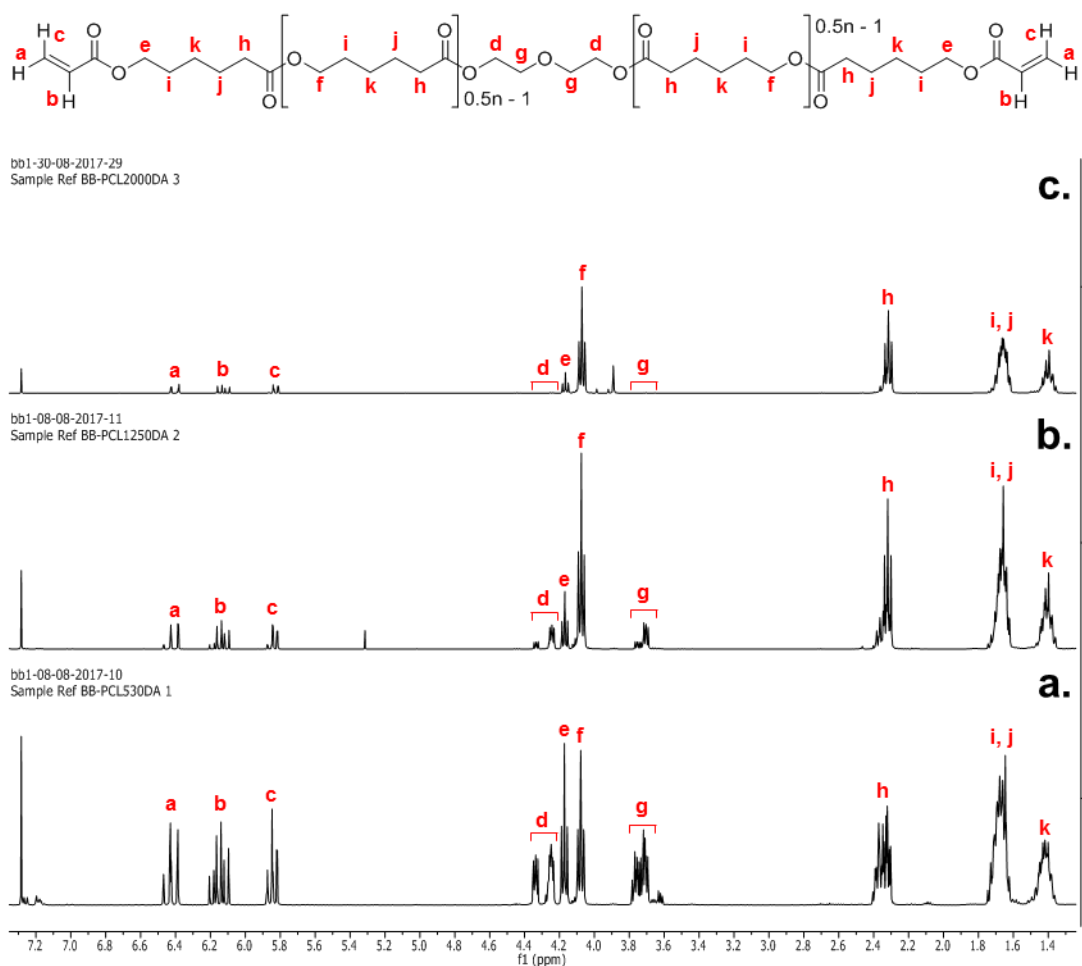 H c O e k h O i j O 0.5n - 1 d g d O j i O k e O c H
a O i j O f k h O O O g O h k f O h j i O a
b H 0.5n - 1 b H
bb1-30-08-2017-29
Sample Ref BB-PCL2000DA 3
c.
f
h
i, j
k
a b c d e g
bb1-08-08-2017-11
Sample Ref BB-PCL1250DA 2
b.
f
h
i, j
k
a b c d e g
bb1-08-08-2017-10
Sample Ref BB-PCL530DA 1
a.
e f
i, j
a b c d g h k
7.2 7.0 6.8 6.6 6.4 6.2 6.0 5.8 5.6 5.4 5.2 5.0 4.8 4.6 4.4 4.2 4.0 3.8 3.6 3.4 3.2 3.0 2.8 2.6 2.4 2.2 2.0 1.8 1.6 1.4
f1 (ppm)